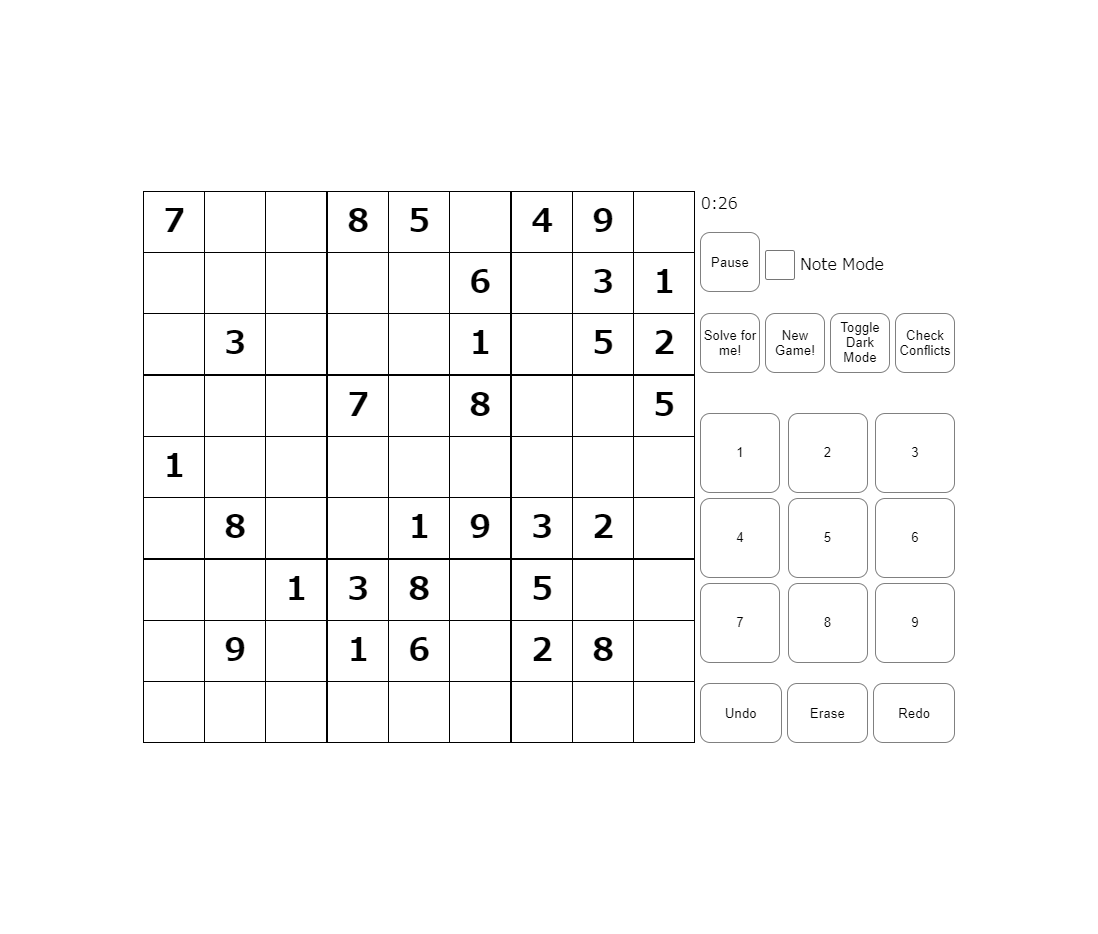 7 8 5 4 9
6 3 1
3 1 5 2
7 8 5
1
8 1 9 3 2
1 3 8 5
9 1 6 2 8
0:26
Pause
Note Mode
Solve for me!
New Game!
Toggle Dark Mode
Check Conflicts
1 2 3
4 5 6
7 8 9
Undo Erase Redo